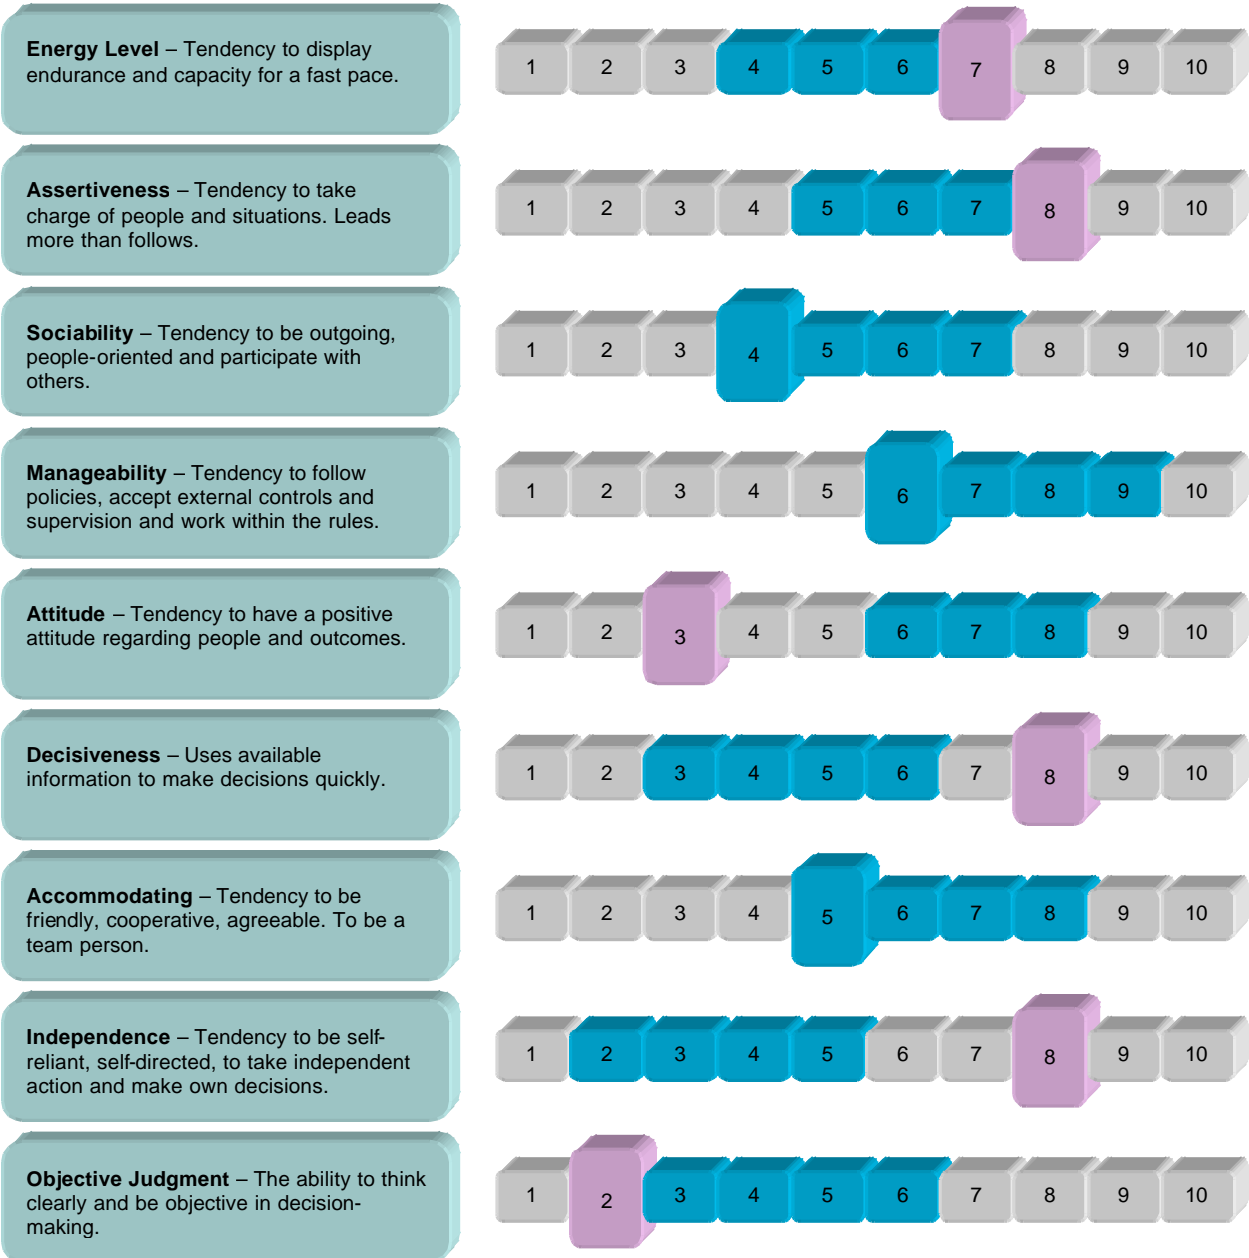 Energy Level – Tendency to display
endurance and capacity for a fast pace.
1 2 3 4 5 6 7 8 9 10
Assertiveness – Tendency to take
charge of people and situations. Leads
more than follows.
1 2 3 4 5 6 7 8 9 10
Sociability – Tendency to be outgoing,
people-oriented and participate with
others.
1 2 3 4 5 6 7 8 9 10
Manageability – Tendency to follow
policies, accept external controls and
supervision and work within the rules.
1 2 3 4 5 6 7 8 9 10
Attitude – Tendency to have a positive
attitude regarding people and outcomes.
1 2 3 4 5 6 7 8 9 10
Decisiveness – Uses available
information to make decisions quickly.
1 2 3 4 5 6 7 8 9 10
Accommodating – Tendency to be
friendly, cooperative, agreeable. To be a
team person.
1 2 3 4 5 6 7 8 9 10
Independence – Tendency to be self-
reliant, self-directed, to take independent
action and make own decisions.
1 2 3 4 5 6 7 8 9 10
Objective Judgment – The ability to think
clearly and be objective in decision-
making.
1 2 3 4 5 6 7 8 9 10